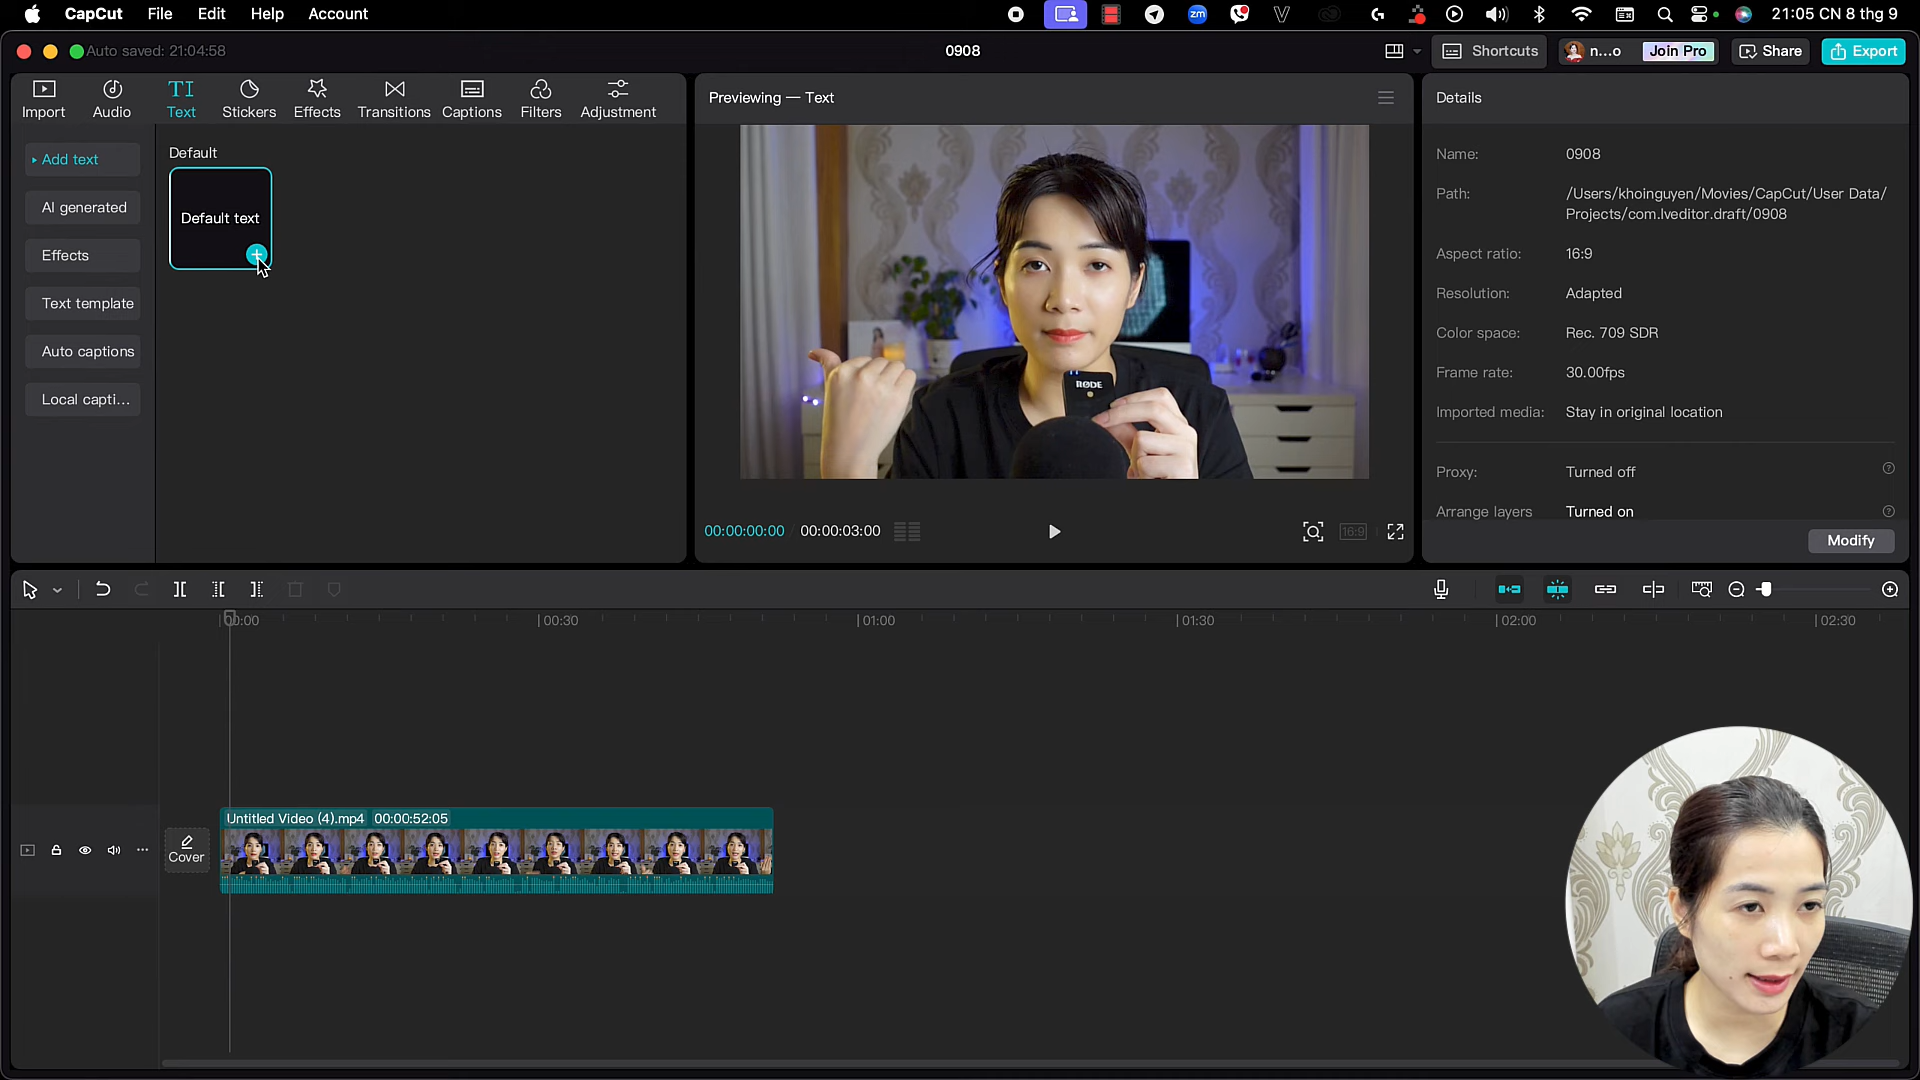 CapCut File Edit Help Account zm 21:05 CN 8 thg 9
Auto saved: 21:04:58 0908 Shortcuts n...o Join Pro Share Export
Import Audio TI Text Stickers Effects Transitions Captions Filters Adjustment
Add text
AI generated
Effects
Text template
Auto captions
Local capti...
Default
Default text
Previewing — Text
RØDE
00:00:00:00 00:00:03:00 16:9
Details
Name: 0908
Path: /Users/khoinguyen/Movies/CapCut/User Data/
Projects/com.lveditor.draft/0908
Aspect ratio: 16:9
Resolution: Adapted
Color space: Rec. 709 SDR
Frame rate: 30.00fps
Imported media: Stay in original location
Proxy: Turned off
Arrange layers Turned on
Modify
00:00 00:30 01:00 01:30 02:00 02:30
Untitled Video (4).mp4 00:00:52:05
Cover